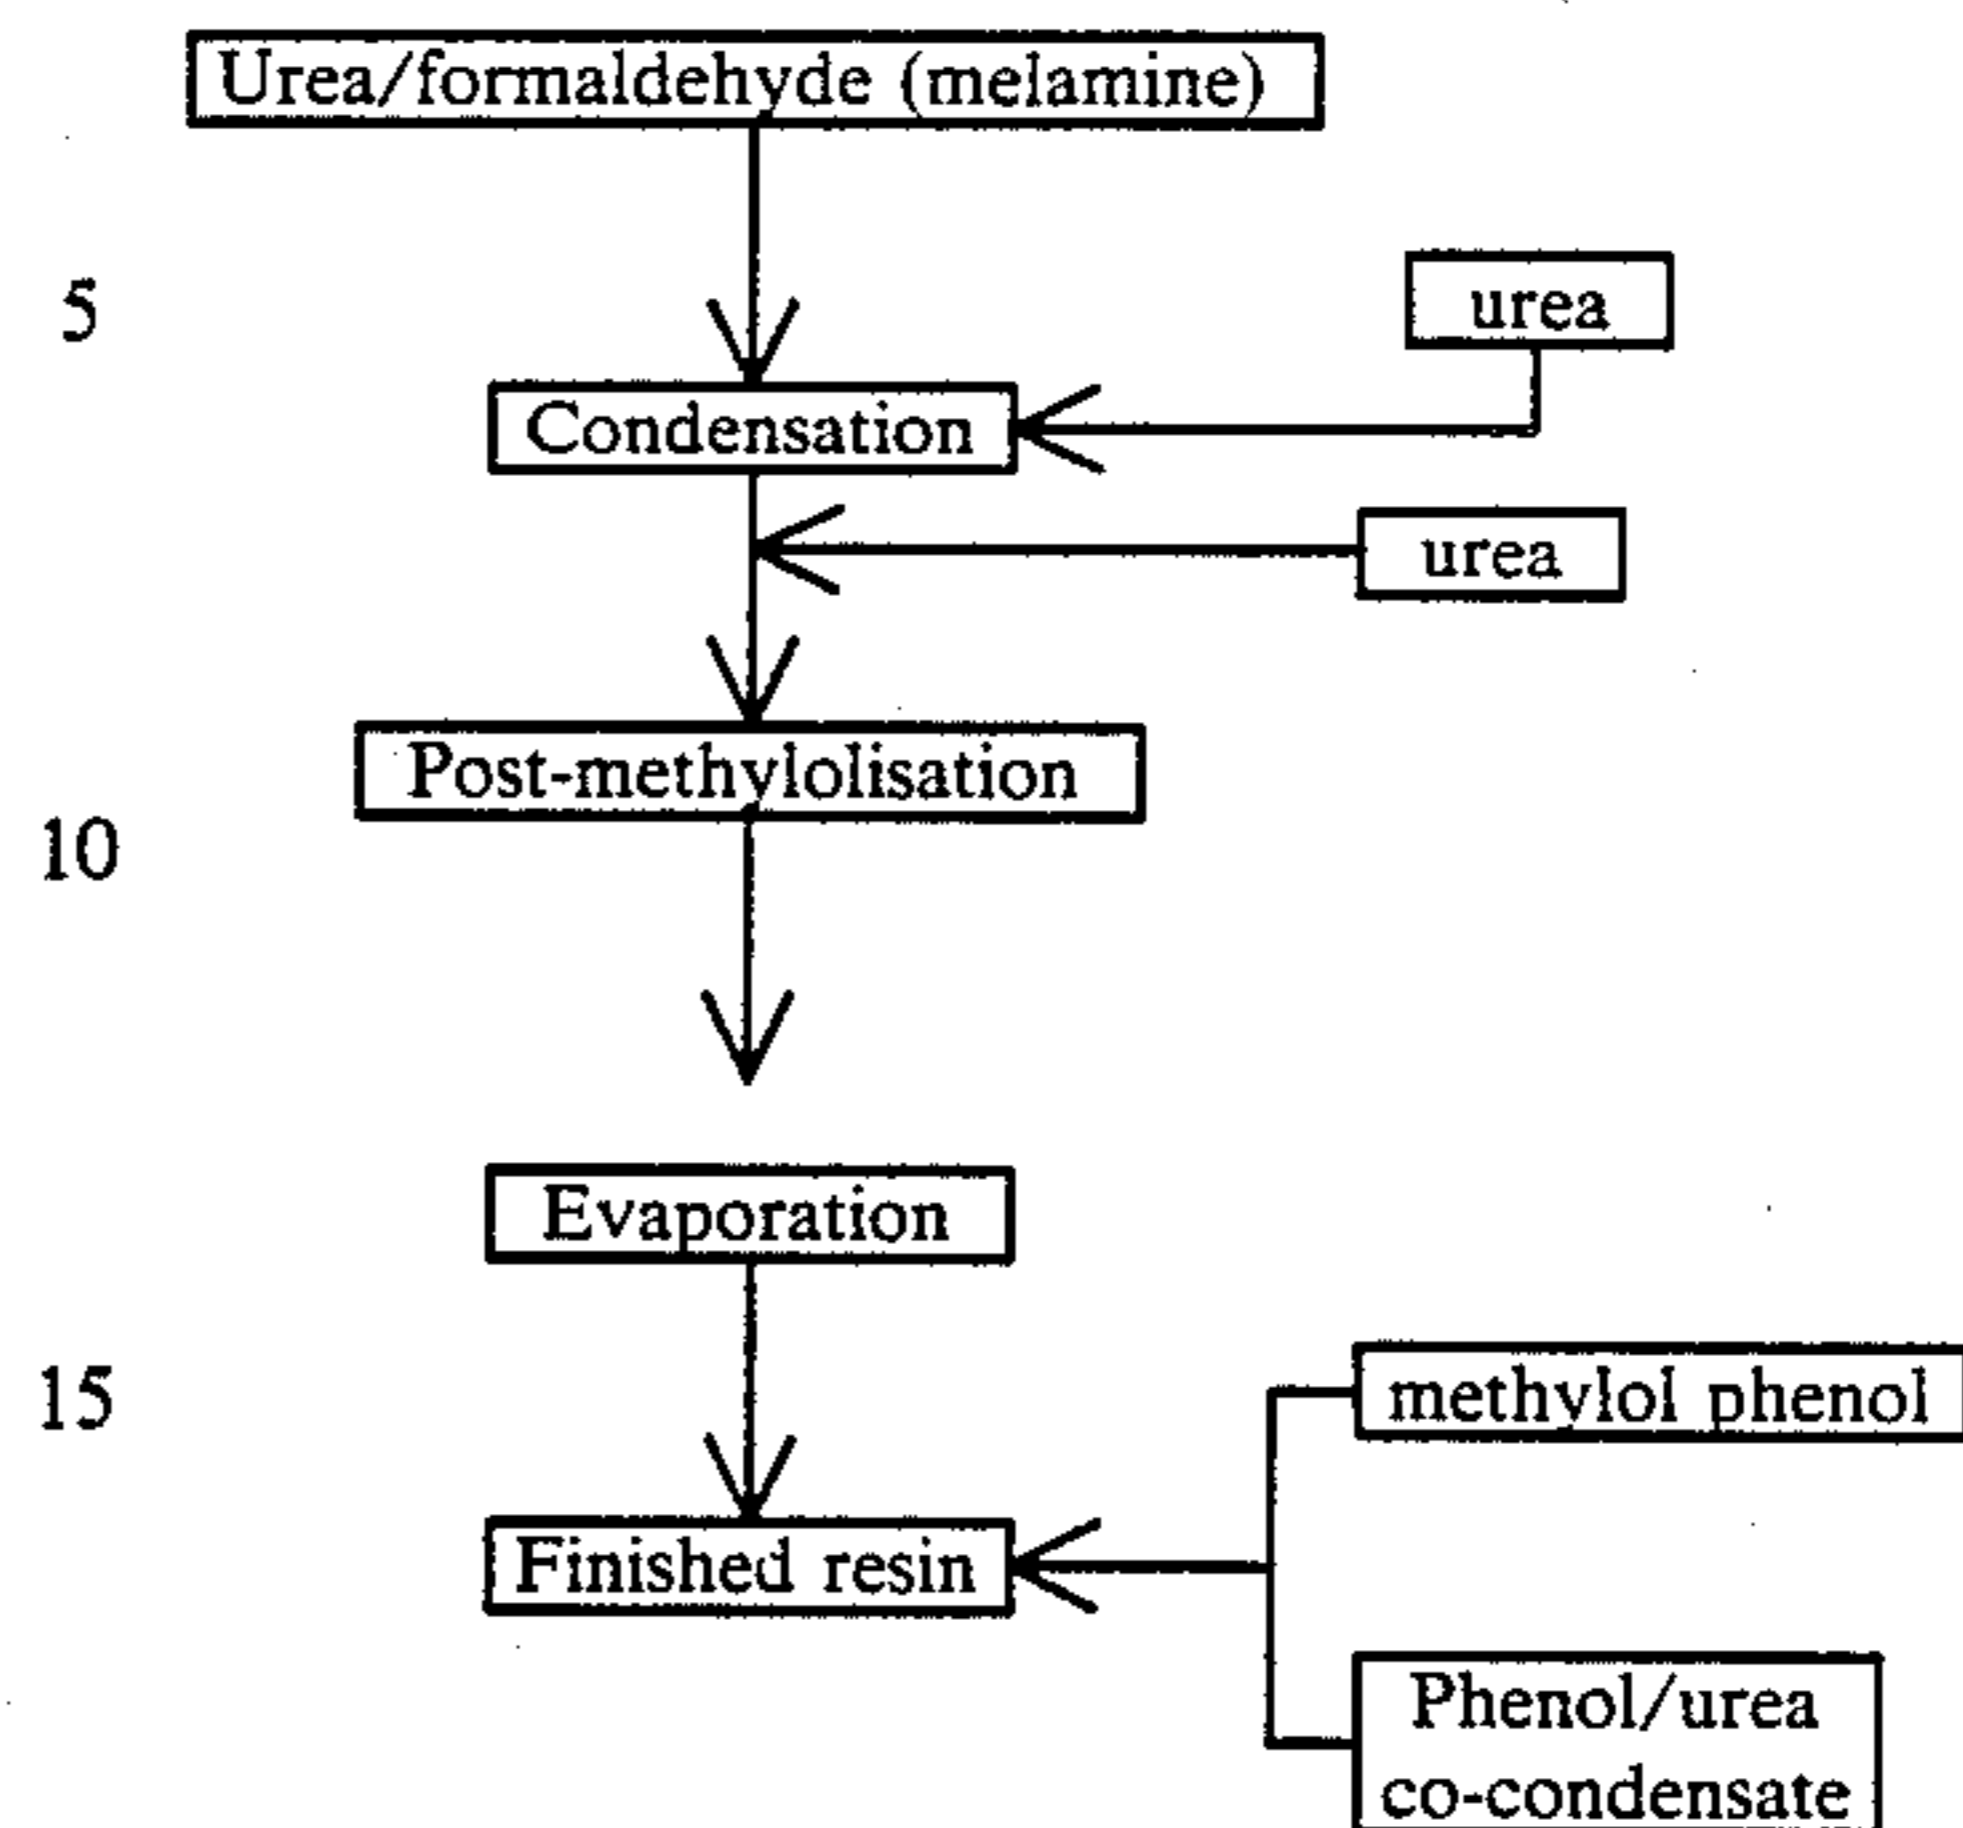 Urea/formaldehyde (melamine)
5
urea
Condensation
urea
Post-methylolisation
10
Evaporation
15
methylol phenol
Finished resin
Phenol/urea
co-condensate